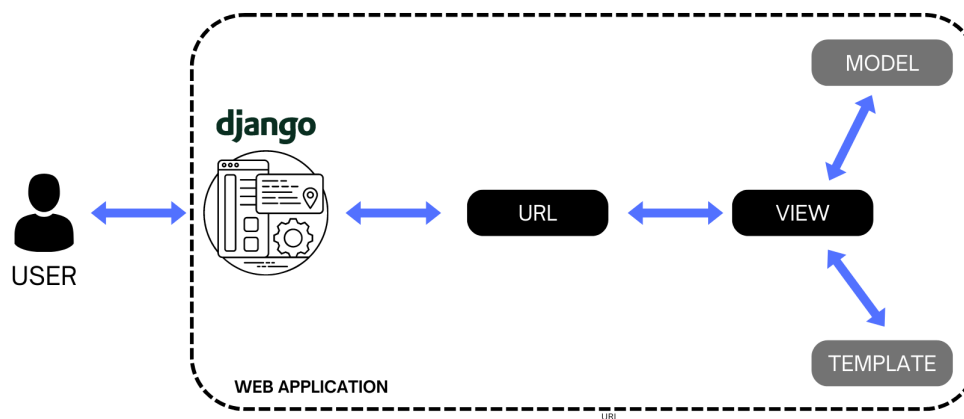 MODEL
django
URL
VIEW
USER
TEMPLATE
WEB APPLICATION
URL